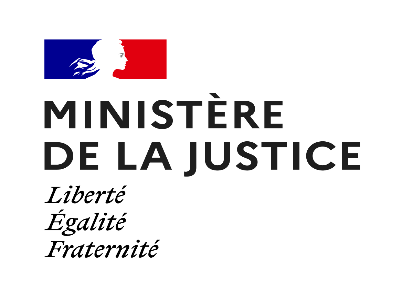 MINISTÈRE
DE LA JUSTICE
Liberté
Égalité
Fraternité